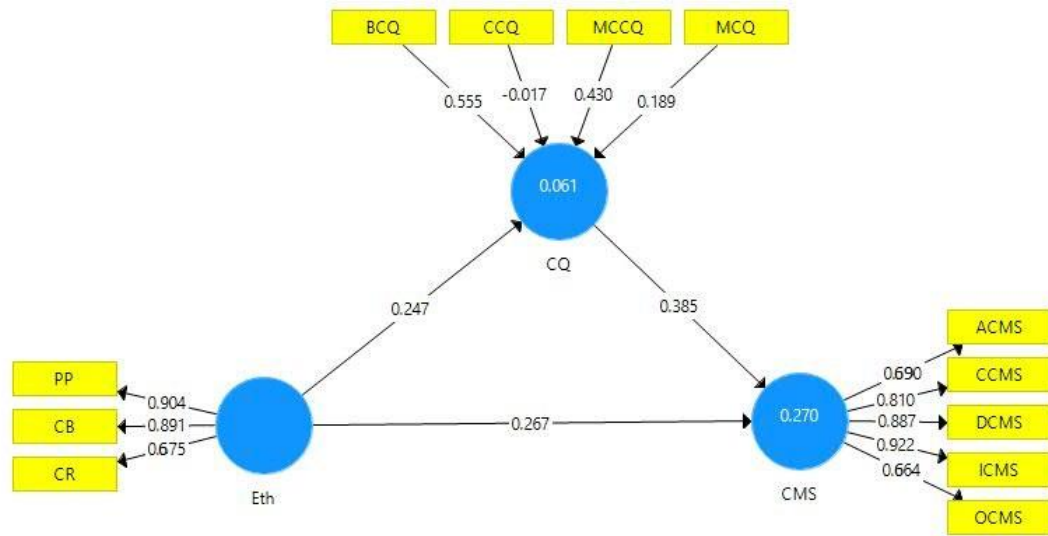 BCQ
CCQ
MCCQ
MCQ
0.555
-0.017
0.430
0.189
0.061
CQ
0.247
0.385
PP
CB
CR
0.904
0.891
0.675
Eth
0.267
0.270
CMS
0.690
0.810
0.887
0.922
0.664
ACMS
CCMS
DCMS
ICMS
OCMS